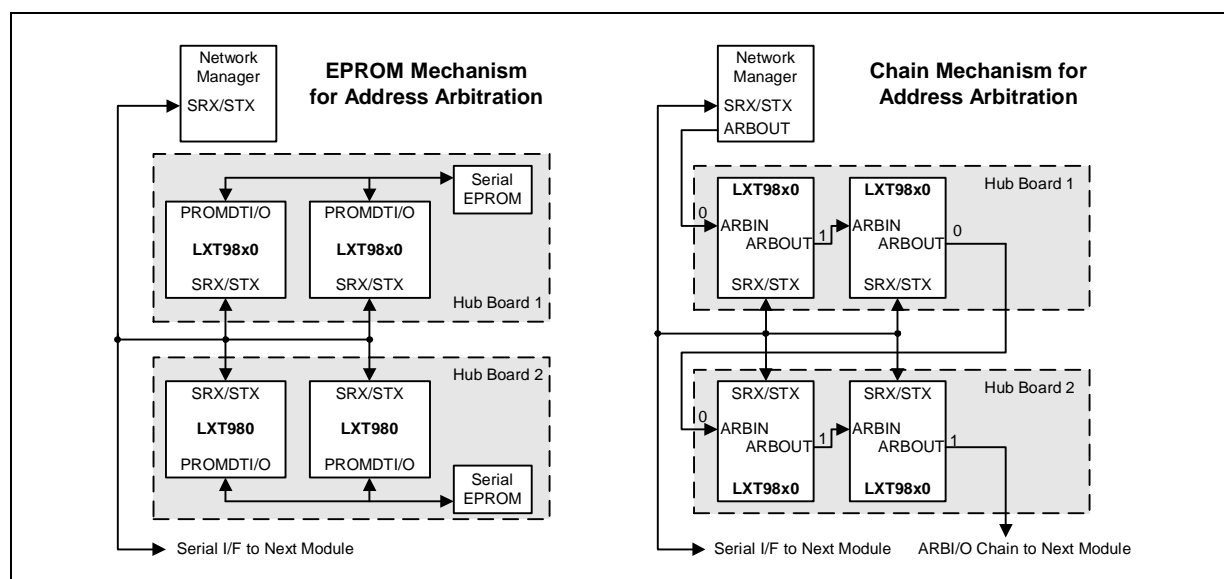 Network
Manager
SRX/STX
EPROM Mechanism
for Address Arbitration
Serial
EPROM
PROMDTI/O
LXT98x0
SRX/STX
PROMDTI/O
LXT98x0
SRX/STX
Hub Board 1
Hub Board 2
SRX/STX
LXT980
PROMDTI/O
SRX/STX
LXT980
PROMDTI/O
Serial
EPROM
Serial I/F to Next Module
Network
Manager
SRX/STX
ARBOUT
Chain Mechanism for
Address Arbitration
Hub Board 1
LXT98x0
0
ARBIN
ARBOUT
1
SRX/STX
LXT98x0
ARBIN
ARBOUT
0
SRX/STX
Hub Board 2
SRX/STX
0
ARBIN
ARBOUT
1
LXT98x0
SRX/STX
ARBIN
ARBOUT
1
LXT98x0
Serial I/F to Next Module
ARBI/O Chain to Next Module